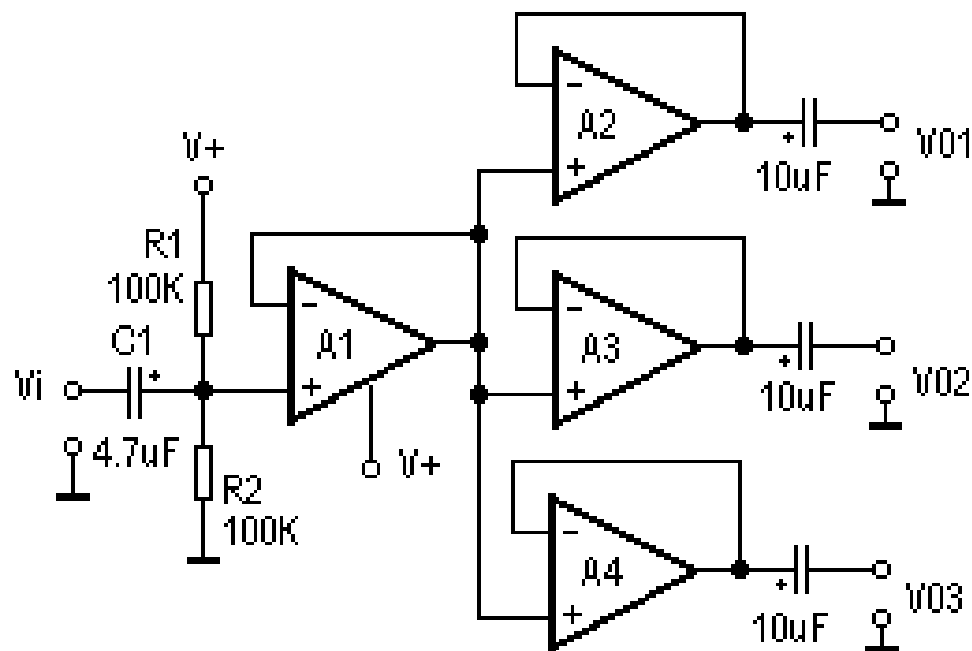 A2
-
+
+
10uF
V01
V+
R1
100K
A1
-
+
V+
C1
+
Vi
4.7uF
R2
100K
A3
-
+
+
10uF
V02
A4
-
+
+
10uF
V03